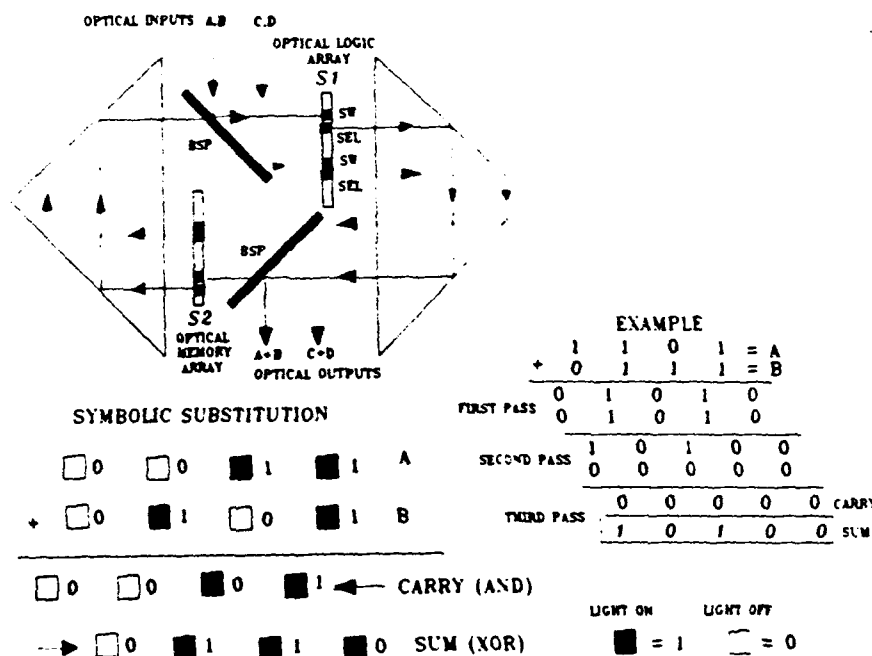 OPTICAL INPUTS A.B C.D
OPTICAL LOGIC
ARRAY
S1
SW
SEL
SW
SEL
BSP
BSP
S2
OPTICAL
MEMORY
ARRAY
A+B C+D
OPTICAL OUTPUTS
EXAMPLE
1 1 0 1 = A
+ 0 1 1 1 = B
FIRST PASS
0 1 0 1 0
0 1 0 1 0
SECOND PASS
1 0 1 0 0
0 0 0 0 0
THIRD PASS
0 0 0 0 0 CARRY
1 0 1 0 0 SUM
SYMBOLIC SUBSTITUTION
0 0 1 1 A
+ 0 1 0 1 B
0 0 0 1 CARRY (AND)
0 1 1 0 SUM (XOR)
LIGHT ON LIGHT OFF
= 1 = 0